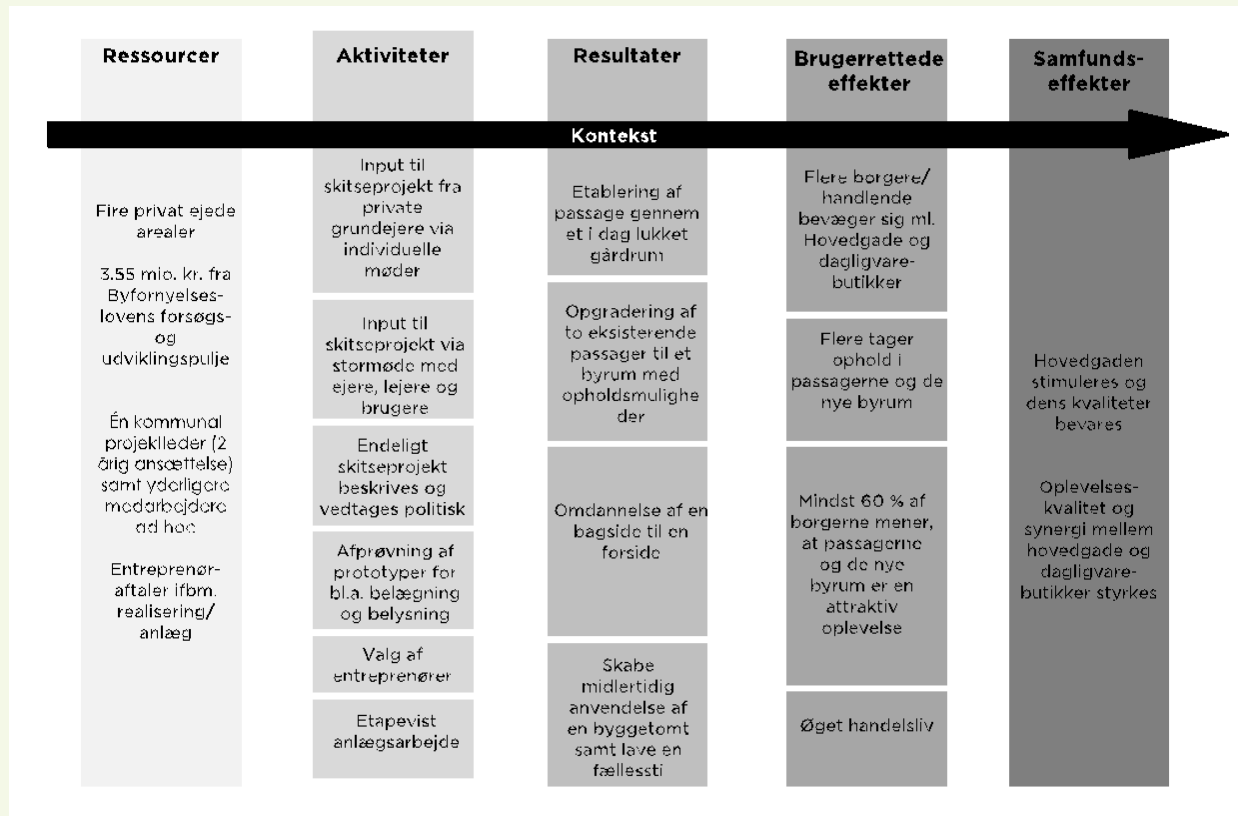 Ressourcer
Fire privat ejede
arealer
3.55 mio. kr. fra
Byfornyelses-
lovens forsøgs-
og
udviklingspulje
Én kommunal
projektleder (2
årig ansættelse)
samt yderligere
medarbejdere
ad hoc
Entreprenør-
aftaler ifbm.
realisering/
anlæg
Aktiviteter
Input til
skitseprojekt fra
private
grundejere via
individuelle
møder
Input til
skitseprojekt via
stormøde med
ejere, lejere og
brugere
Endeligt
skitseprojekt
beskrives og
vedtages politisk
Afprøvning af
prototyper for
bl.a. belægning
og belysning
Valg af
entreprenører
Etapevist
anlægsarbejde
Resultater
Kontekst
Etablering af
passage gennem
et i dag lukket
gårdrum
Opgradering af
to eksisterende
passager til et
byrum med
opholdsmulighe
der
Omdannelse af en
bagside til en
forside
Skabe
midlertidig
anvendelse af
en byggetomt
samt lave en
fællessti
Brugerrettede
effekter
Flere borgere/
handlende
bevæger sig ml.
Hovedgade og
dagligvare-
butikker
Flere tager
ophold i
passagerne og de
nye byrum
Mindst 60 % af
borgerne mener,
at passagerne
og de nye
byrum er en
attraktiv
oplevelse
Øget handelsliv
Samfunds-
effekter
Hovedgaden
stimuleres og
dens kvaliteter
bevares
Oplevelses-
kvalitet og
synergi mellem
hovedgade og
dagligvare-
butikker styrkes